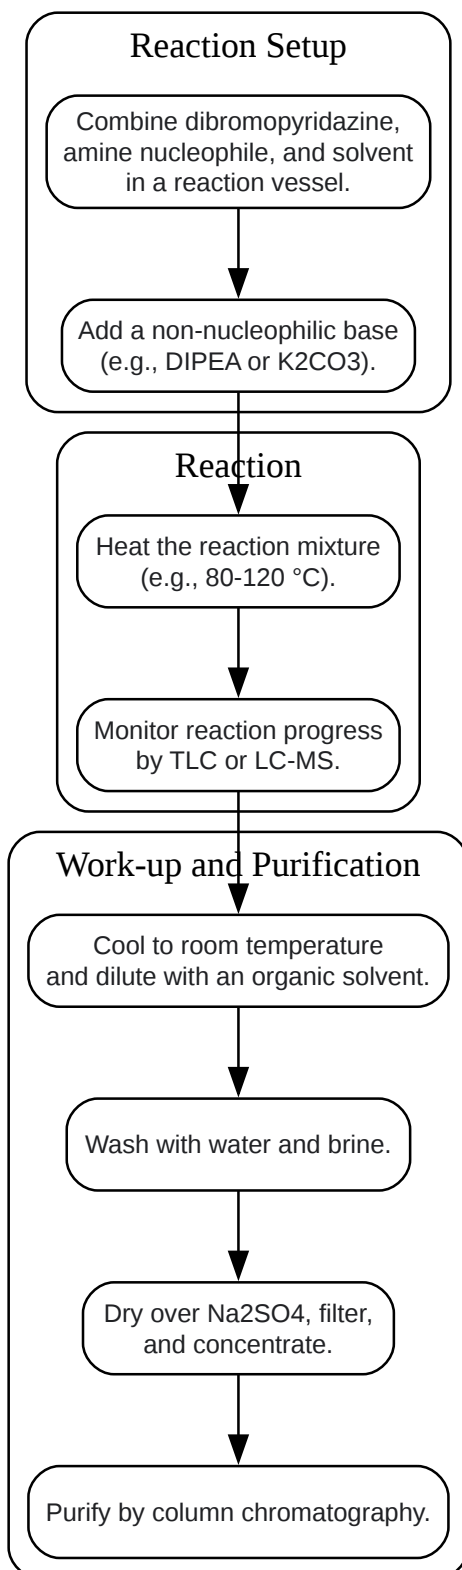 Reaction Setup
Combine dibromopyridazine,
amine nucleophile, and solvent
in a reaction vessel.
Add a non-nucleophilic base
(e.g., DIPEA or K2CO3).
Reaction
Heat the reaction mixture
(e.g., 80-120 °C).
Monitor reaction progress
by TLC or LC-MS.
Work-up and Purification
Cool to room temperature
and dilute with an organic solvent.
Wash with water and brine.
Dry over Na2SO4, filter,
and concentrate.
Purify by column chromatography.